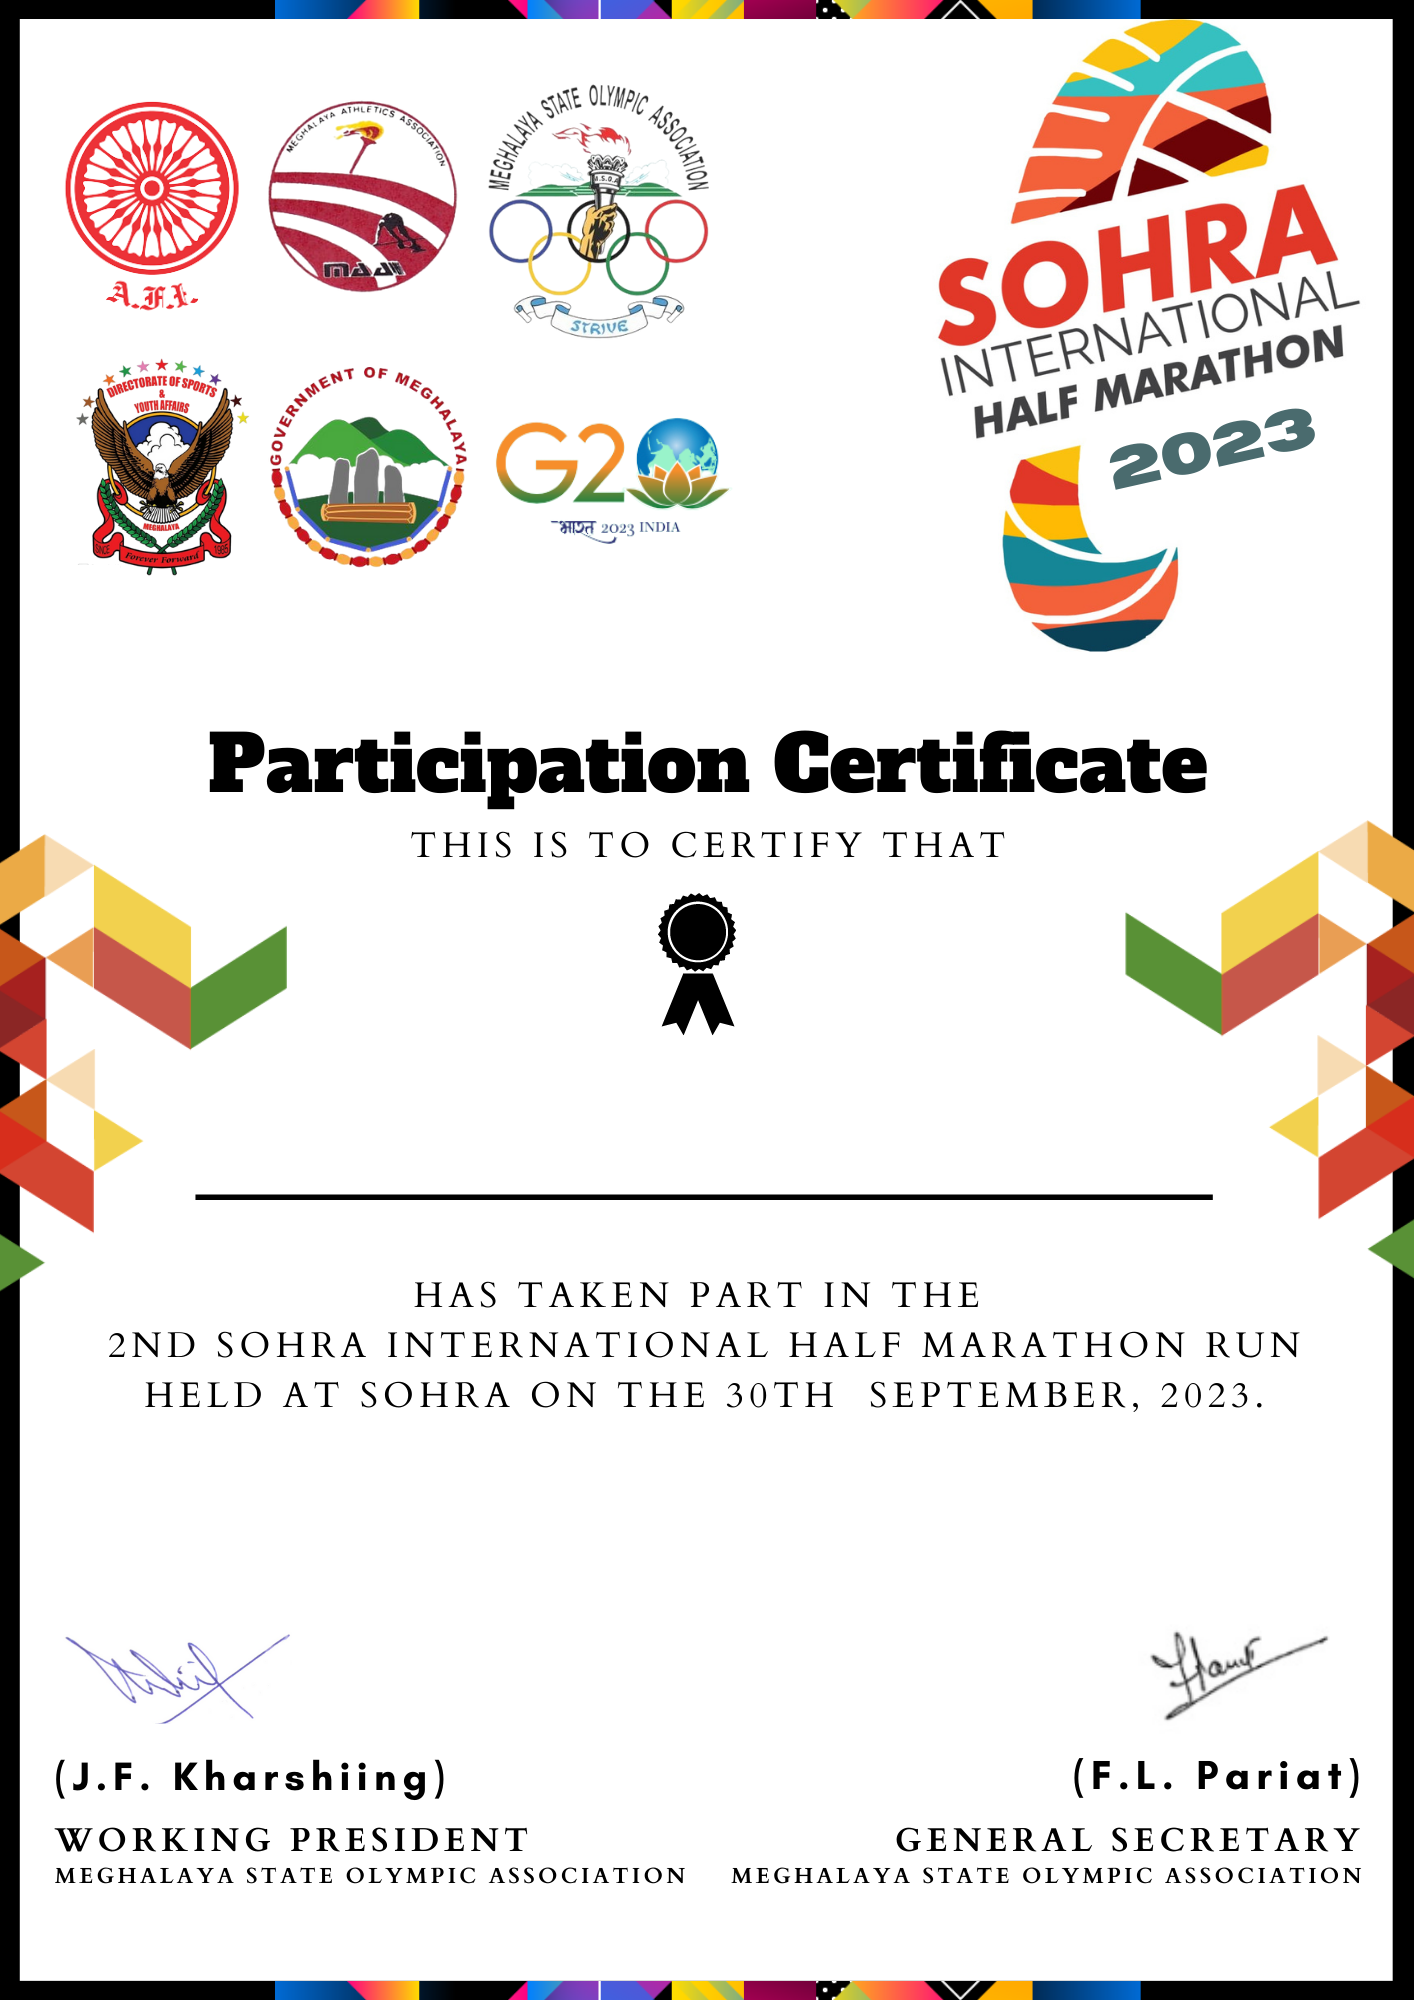 A.F.I.
MEGHALAYA ATHLETICS ASSOCIATION
MAA
MEGHALAYA STATE OLYMPIC ASSOCIATION
M.S.O.A
STRIVE
DIRECTORATE OF SPORTS
&
YOUTH AFFAIRS
MEGHALAYA
SINCE
Forever Forward
1985
GOVERNMENT OF MEGHALAYA
G20
भारत 2023 INDIA
SOHRA
INTERNATIONAL
HALF MARATHON
2023
Participation Certificate
THIS IS TO CERTIFY THAT
HAS TAKEN PART IN THE
2ND SOHRA INTERNATIONAL HALF MARATHON RUN
HELD AT SOHRA ON THE 30TH SEPTEMBER, 2023.
(J.F. Kharshiing)
WORKING PRESIDENT
MEGHALAYA STATE OLYMPIC ASSOCIATION
(F.L. Pariat)
GENERAL SECRETARY
MEGHALAYA STATE OLYMPIC ASSOCIATION